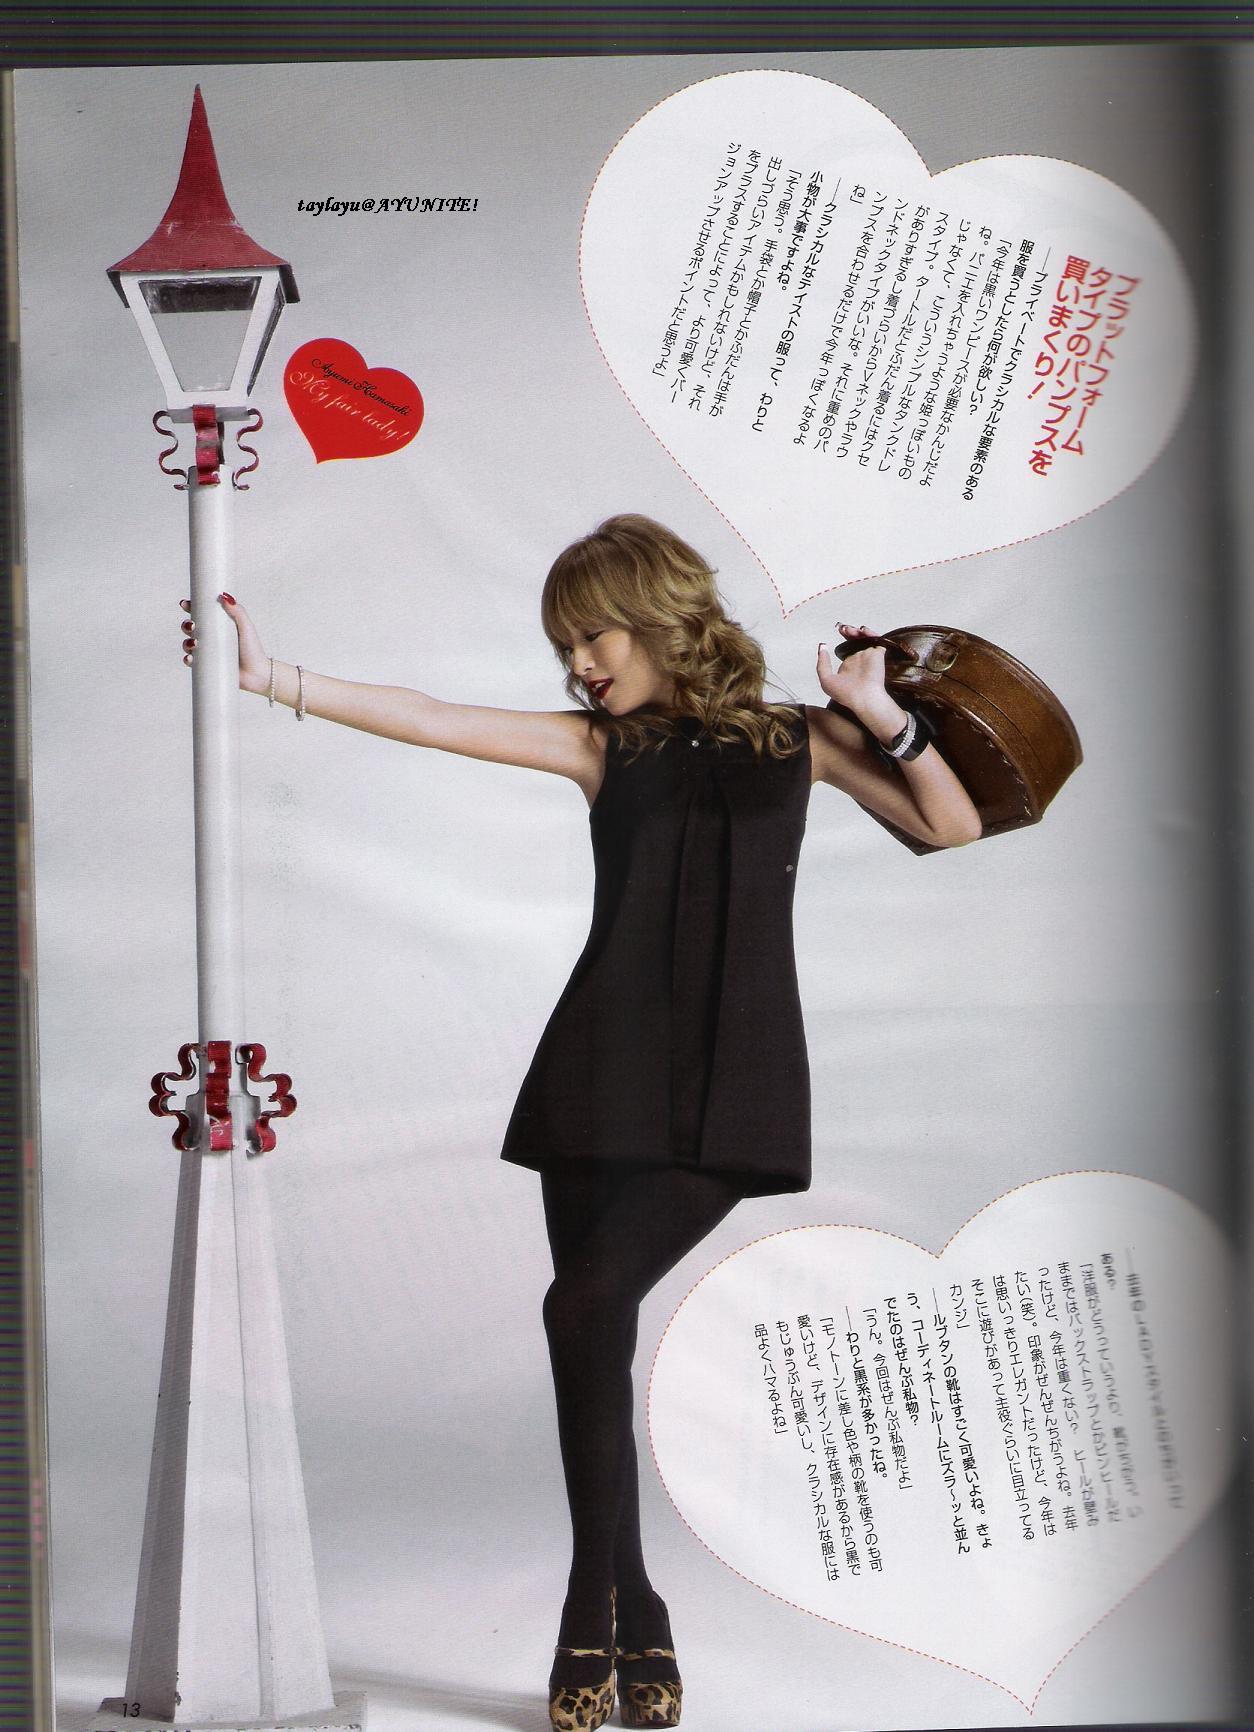 taylayu@AYUNITE!
Ayumi Hamasaki
My fair lady!
プラットフォーム
タイプのパンプスを
買いまくり!
――プライベートでクラシカルな要素のある
服を買うとしたら何が欲しい?
「今年は黒いワンピースが必要なかんじだよ
ね。パニエを入れちゃうような姫っぽいもの
じゃなくて、こういうシンプルなタンクドレ
スタイプ。タートルだとふだん着るにはクセ
がありすぎるし着づらいからVネックやラウ
ンドネックタイプがいいな。それに重めのパ
ンプスを合わせるだけで今年っぽくなるよ
ね」
――クラシカルなテイストの服って、わりと
小物が大事ですよね。
「そう思う。手袋とか帽子とかふだんは手が
出しづらいアイテムかもしれないけど、それ
をプラスすることによって、より可愛くバー
ジョンアップさせるポイントだと思うよ」
ある?
「洋服がどうっていうより、靴がちがう。い
ままではバックストラップとかピンヒールだ
ったけど、今年は重くない? ヒールが
たい(笑)。印象がぜんぜんちがうよね。去年
は思いっきりエレガントだったけど、今年は
そこに遊びがあって主役ぐらいに目立ってる
カンジ」
――ルブタンの靴はすごく可愛いよね。きょ
う、コーディネートルームにズラ〜ッと並ん
でたのはぜんぶ私物?
「うん。今回はぜんぶ私物だよ」
――わりと黒系が多かったね。
「モノトーンに差し色や柄の靴を使うのも可
愛いけど、デザインに存在感があるから黒で
もじゅうぶん可愛いし、クラシカルな服には
品よくハマるよね」
13